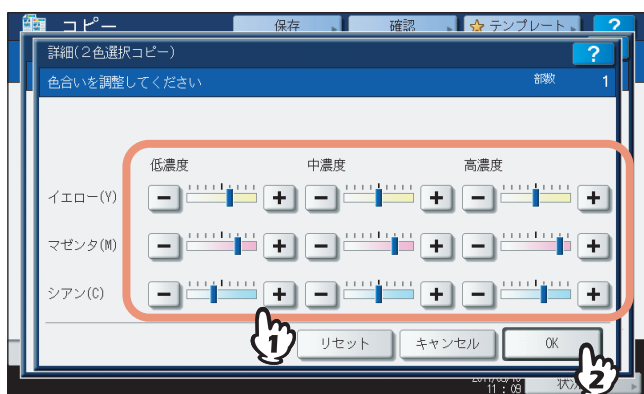 コピー 保存 確認 テンプレート ?
詳細(2色選択コピー) ?
色合いを調整してください 部数 1
低濃度 中濃度 高濃度
イエロー(Y) − + − + − +
マゼンタ(M) − + − + − +
シアン(C) − + − + − +
リセット キャンセル OK
1 2
11:09